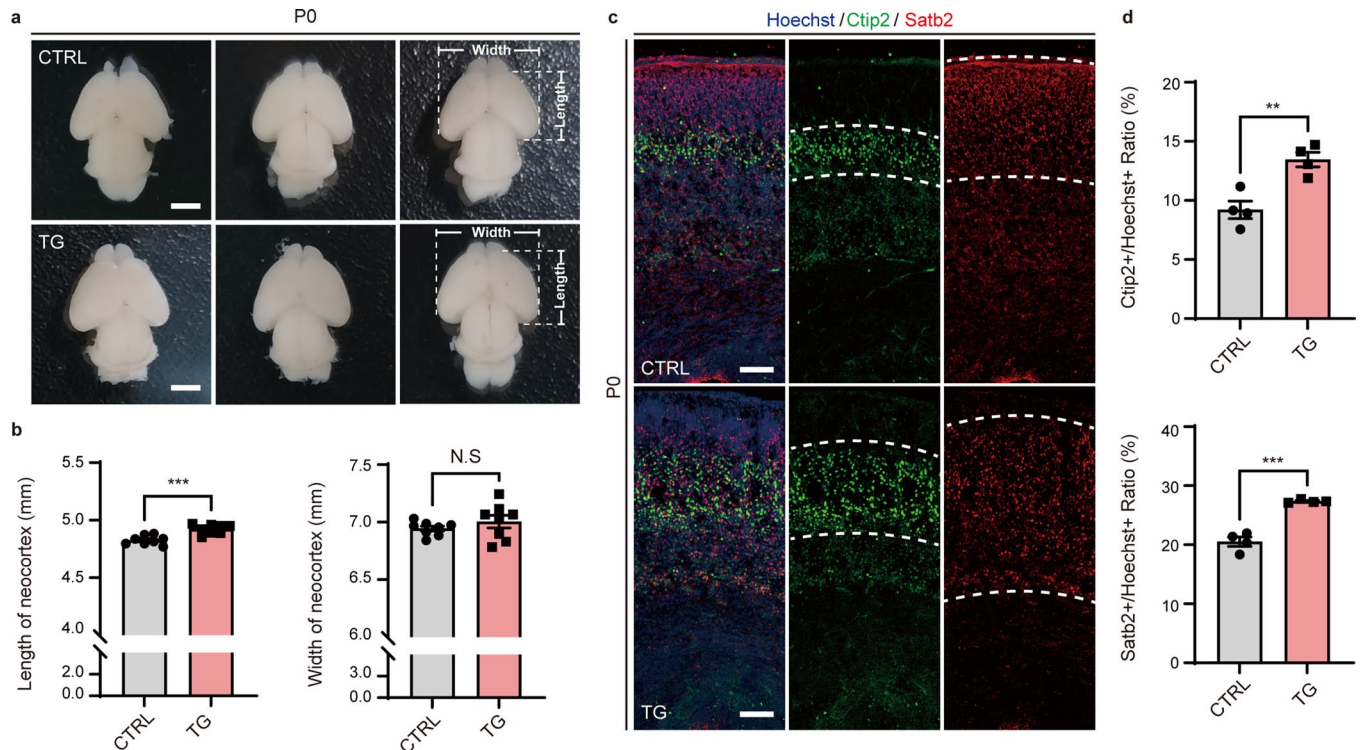 a
P0
CTRL
Width
Length
TG
Width
Length
b
Length of neocortex (mm)
5.5
5.0
4.5
4.0
2.0
0.0
***
CTRL
TG
Width of neocortex (mm)
7.5
7.0
6.5
6.0
3.0
0.0
N.S
CTRL
TG
c
Hoechst /Ctip2/ Satb2
P0
CTRL
TG
d
Ctip2+/Hoechst+ Ratio (%)
20
15
10
5
0
**
CTRL
TG
Satb2+/Hoechst+ Ratio (%)
40
30
20
10
0
***
CTRL
TG